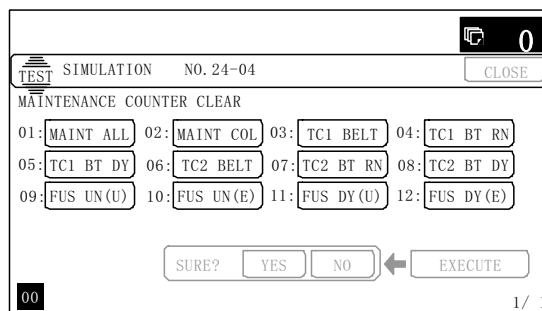 0
TEST SIMULATION NO.24-04 CLOSE
MAINTENANCE COUNTER CLEAR
01: MAINT ALL 02: MAINT COL 03: TC1 BELT 04: TC1 BT RN
05: TC1 BT DY 06: TC2 BELT 07: TC2 BT RN 08: TC2 BT DY
09: FUS UN(U) 10: FUS UN(E) 11: FUS DY(U) 12: FUS DY(E)
SURE? YES NO EXECUTE
00 1/